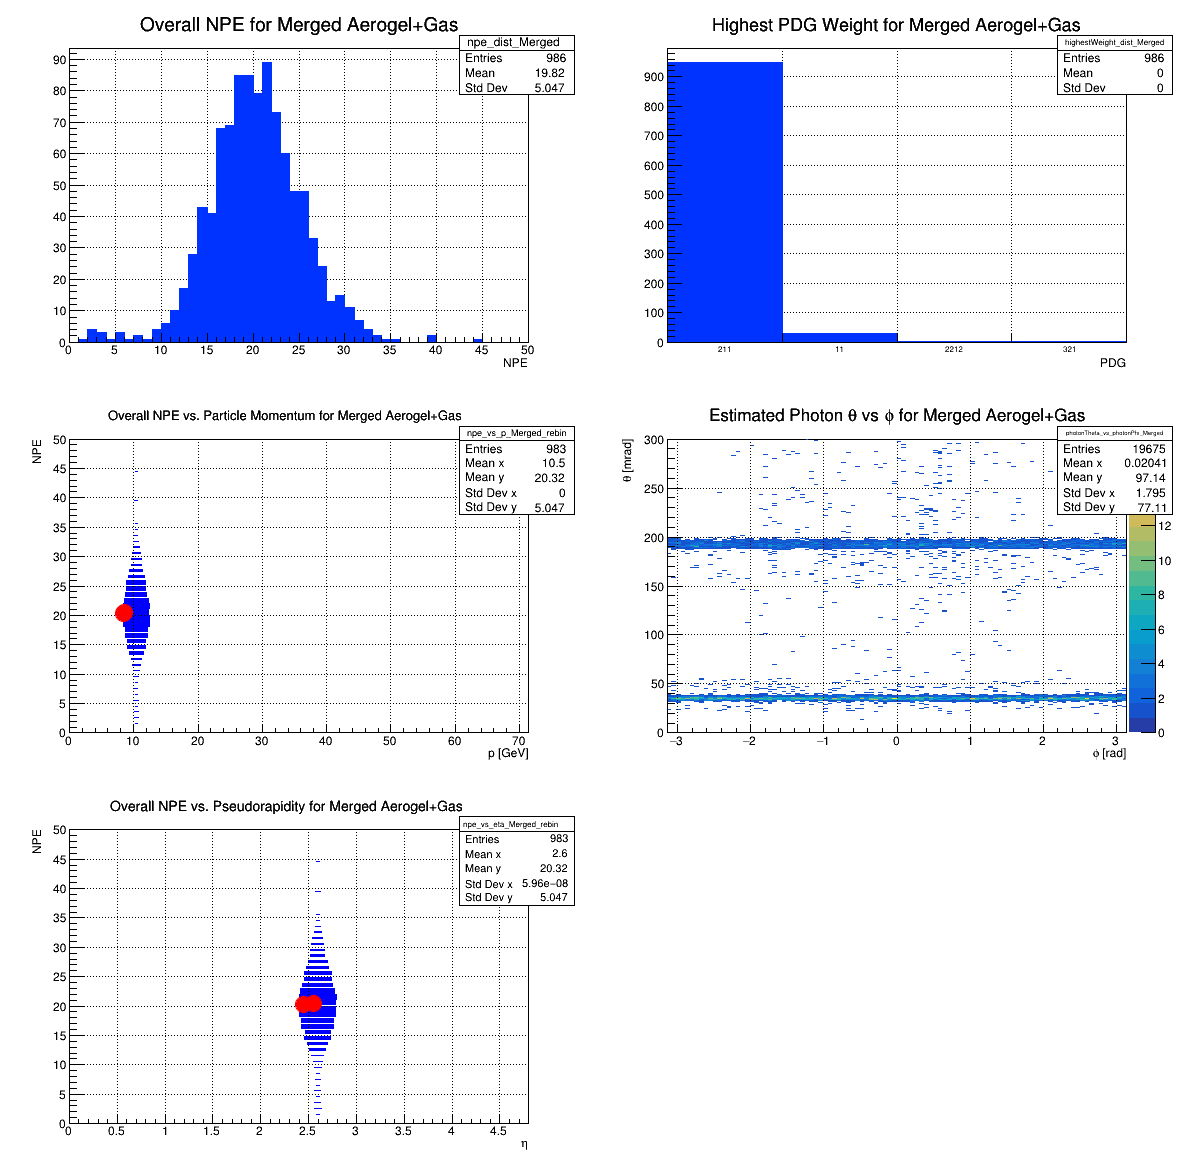 Overall NPE for Merged Aerogel+Gas
npe_dist_Merged
Entries 986
Mean 19.82
Std Dev 5.047
90
80
70
60
50
40
30
20
10
0
0 5 10 15 20 25 30 35 40 45 50
NPE
Highest PDG Weight for Merged Aerogel+Gas
highestWeight_dist_Merged
Entries 986
Mean 0
Std Dev 0
900
800
700
600
500
400
300
200
100
0
211 11 2212 321
PDG
Overall NPE vs. Particle Momentum for Merged Aerogel+Gas
npe_vs_p_Merged_rebin
Entries 983
Mean x 10.5
Mean y 20.32
Std Dev x 0
Std Dev y 5.047
NPE
50
45
40
35
30
25
20
15
10
5
0
0 10 20 30 40 50 60 70
p [GeV]
Estimated Photon θ vs ϕ for Merged Aerogel+Gas
photonTheta_vs_photonPhi_Merged
Entries 19675
Mean x 0.02041
Mean y 97.14
Std Dev x 1.795
Std Dev y 77.11
θ [mrad]
300
250
200
150
100
50
0
−3 −2 −1 0 1 2 3
ϕ [rad]
12
10
8
6
4
2
0
Overall NPE vs. Pseudorapidity for Merged Aerogel+Gas
npe_vs_eta_Merged_rebin
Entries 983
Mean x 2.6
Mean y 20.32
Std Dev x 5.96e−08
Std Dev y 5.047
NPE
50
45
40
35
30
25
20
15
10
5
0
0 0.5 1 1.5 2 2.5 3 3.5 4 4.5
η